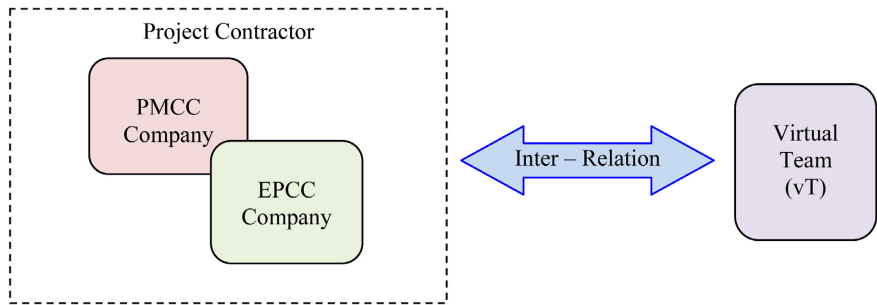 Project Contractor
PMCC
Company
EPCC
Company
Inter – Relation
Virtual
Team
(vT)